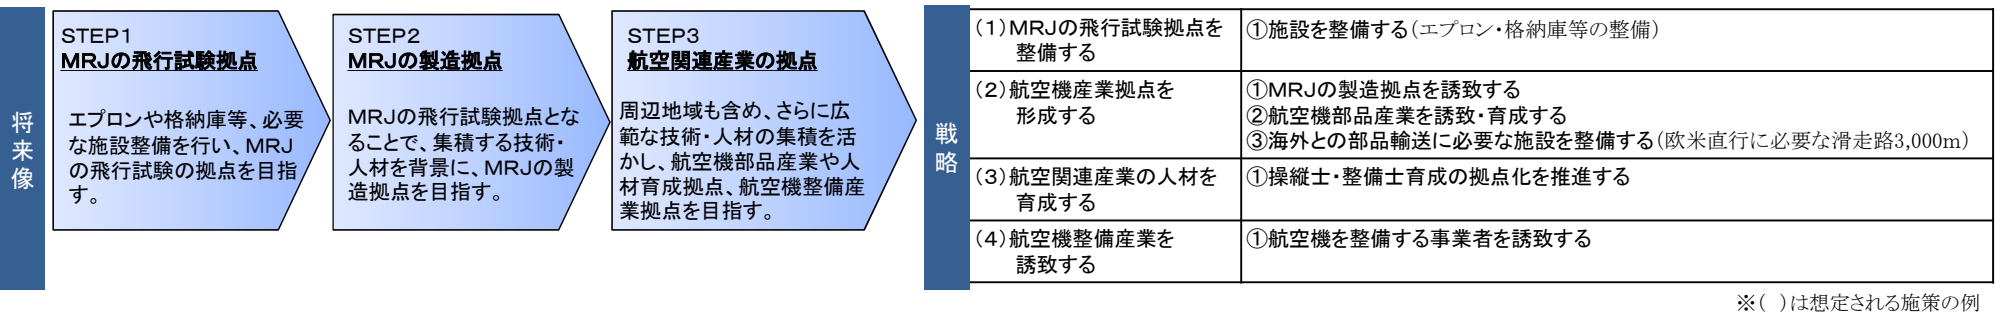 将来像
STEP1
MRJの飛行試験拠点
エプロンや格納庫等、必要
な施設整備を行い、MRJ
の飛行試験の拠点を目指
す。
STEP2
MRJの製造拠点
MRJの飛行試験拠点とな
ることで、集積する技術・
人材を背景に、MRJの製
造拠点を目指す。
STEP3
航空関連産業の拠点
周辺地域も含め、さらに広
範な技術・人材の集積を活
かし、航空機部品産業や人
材育成拠点、航空機整備産
業拠点を目指す。
戦略
(1)MRJの飛行試験拠点を
整備する
①施設を整備する(エプロン・格納庫等の整備)
(2)航空機産業拠点を
形成する
①MRJの製造拠点を誘致する
②航空機部品産業を誘致・育成する
③海外との部品輸送に必要な施設を整備する(欧米直行に必要な滑走路3,000m)
(3)航空関連産業の人材を
育成する
①操縦士・整備士育成の拠点化を推進する
(4)航空機整備産業を
誘致する
①航空機を整備する事業者を誘致する
※( )は想定される施策の例